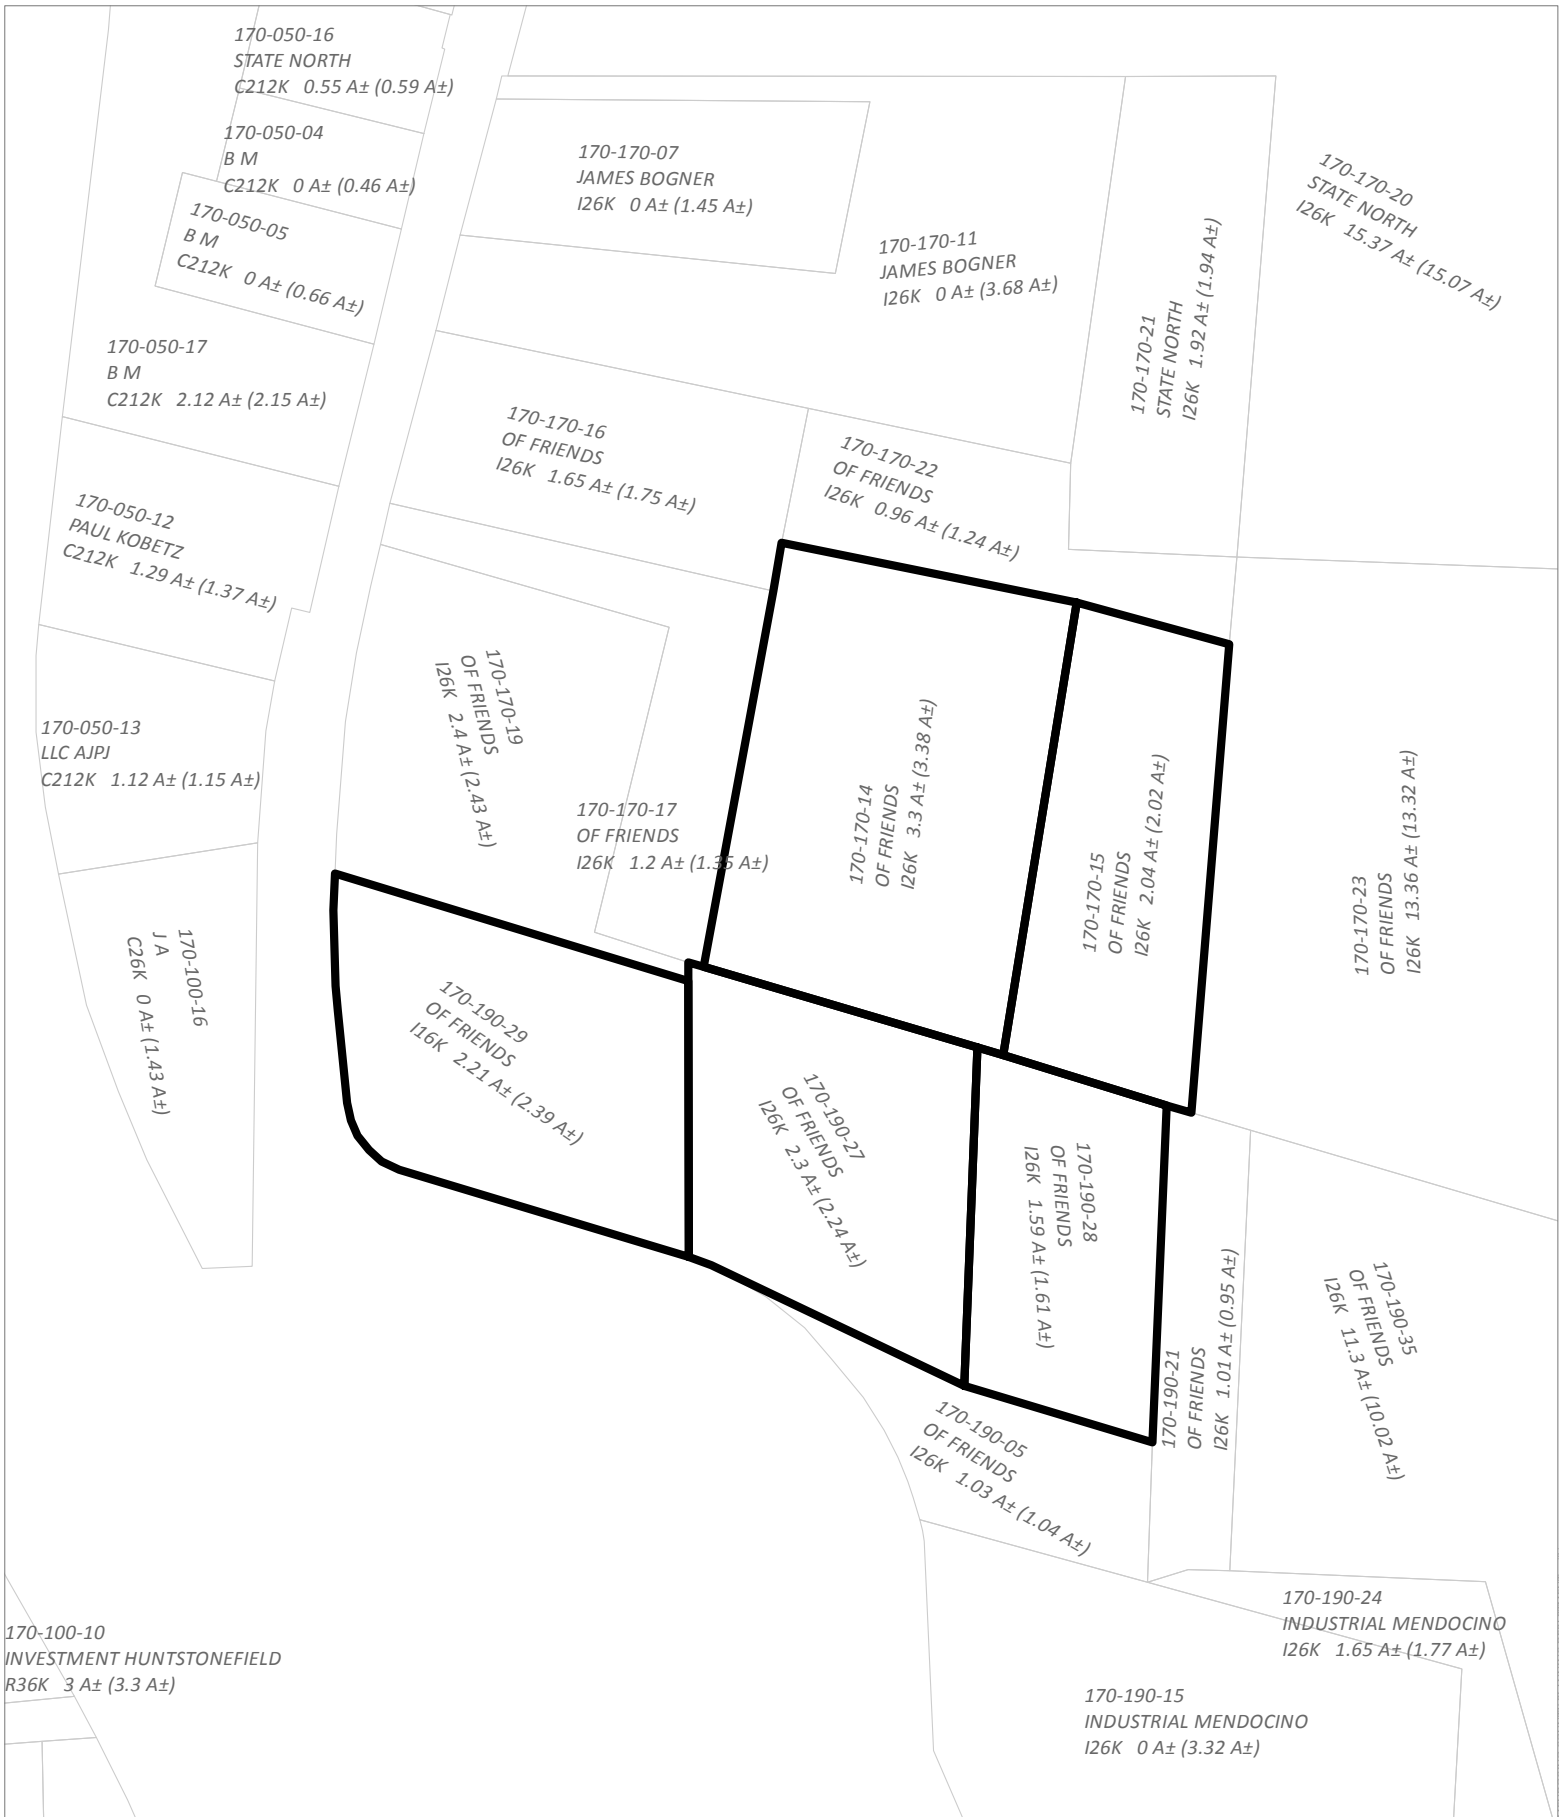 170-050-16
STATE NORTH
C212K 0.55 A± (0.59 A±)
170-050-04
B M
C212K 0 A± (0.46 A±)
170-050-05
B M
C212K 0 A± (0.66 A±)
170-050-17
B M
C212K 2.12 A± (2.15 A±)
170-050-12
PAUL KOBETZ
C212K 1.29 A± (1.37 A±)
170-050-13
LLC AJPJ
C212K 1.12 A± (1.15 A±)
170-100-16
J A
C26K 0 A± (1.43 A±)
170-170-07
JAMES BOGNER
I26K 0 A± (1.45 A±)
170-170-11
JAMES BOGNER
I26K 0 A± (3.68 A±)
170-170-21
STATE NORTH
I26K 1.92 A± (1.94 A±)
170-170-20
STATE NORTH
I26K 15.37 A± (15.07 A±)
170-170-16
OF FRIENDS
I26K 1.65 A± (1.75 A±)
170-170-22
OF FRIENDS
I26K 0.96 A± (1.24 A±)
170-170-19
OF FRIENDS
I26K 2.4 A± (2.43 A±)
170-170-17
OF FRIENDS
I26K 1.2 A± (1.35 A±)
170-170-14
OF FRIENDS
I26K 3.3 A± (3.38 A±)
170-170-15
OF FRIENDS
I26K 2.04 A± (2.02 A±)
170-170-23
OF FRIENDS
I26K 13.36 A± (13.32 A±)
170-190-29
OF FRIENDS
I16K 2.21 A± (2.39 A±)
170-190-27
OF FRIENDS
I26K 2.3 A± (2.24 A±)
170-190-28
OF FRIENDS
I26K 1.59 A± (1.61 A±)
170-190-21
OF FRIENDS
I26K 1.01 A± (0.95 A±)
170-190-35
OF FRIENDS
I26K 11.3 A± (10.02 A±)
170-190-05
OF FRIENDS
I26K 1.03 A± (1.04 A±)
170-190-24
INDUSTRIAL MENDOCINO
I26K 1.65 A± (1.77 A±)
170-100-10
INVESTMENT HUNTSTONEFIELD
R36K 3 A± (3.3 A±)
170-190-15
INDUSTRIAL MENDOCINO
I26K 0 A± (3.32 A±)